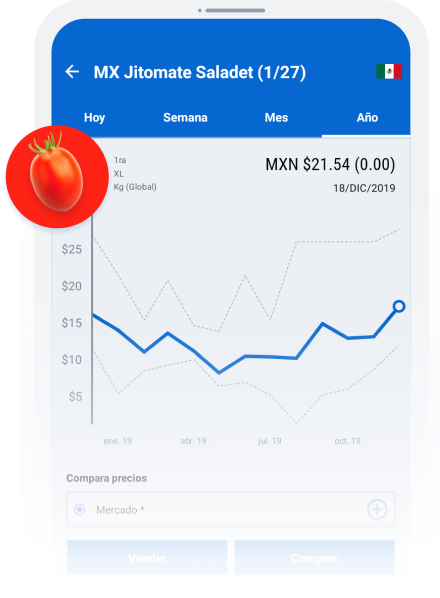 MX Jitomate Saladet (1/27)
Hoy Semana Mes Año
1ra
XL
Kg (Global)
MXN $21.54 (0.00)
18/DIC/2019
$25
$20
$15
$10
$5
ene. 19 abr. 19 jul. 19 oct. 19
Compara precios
Mercado *
Vender Comprar